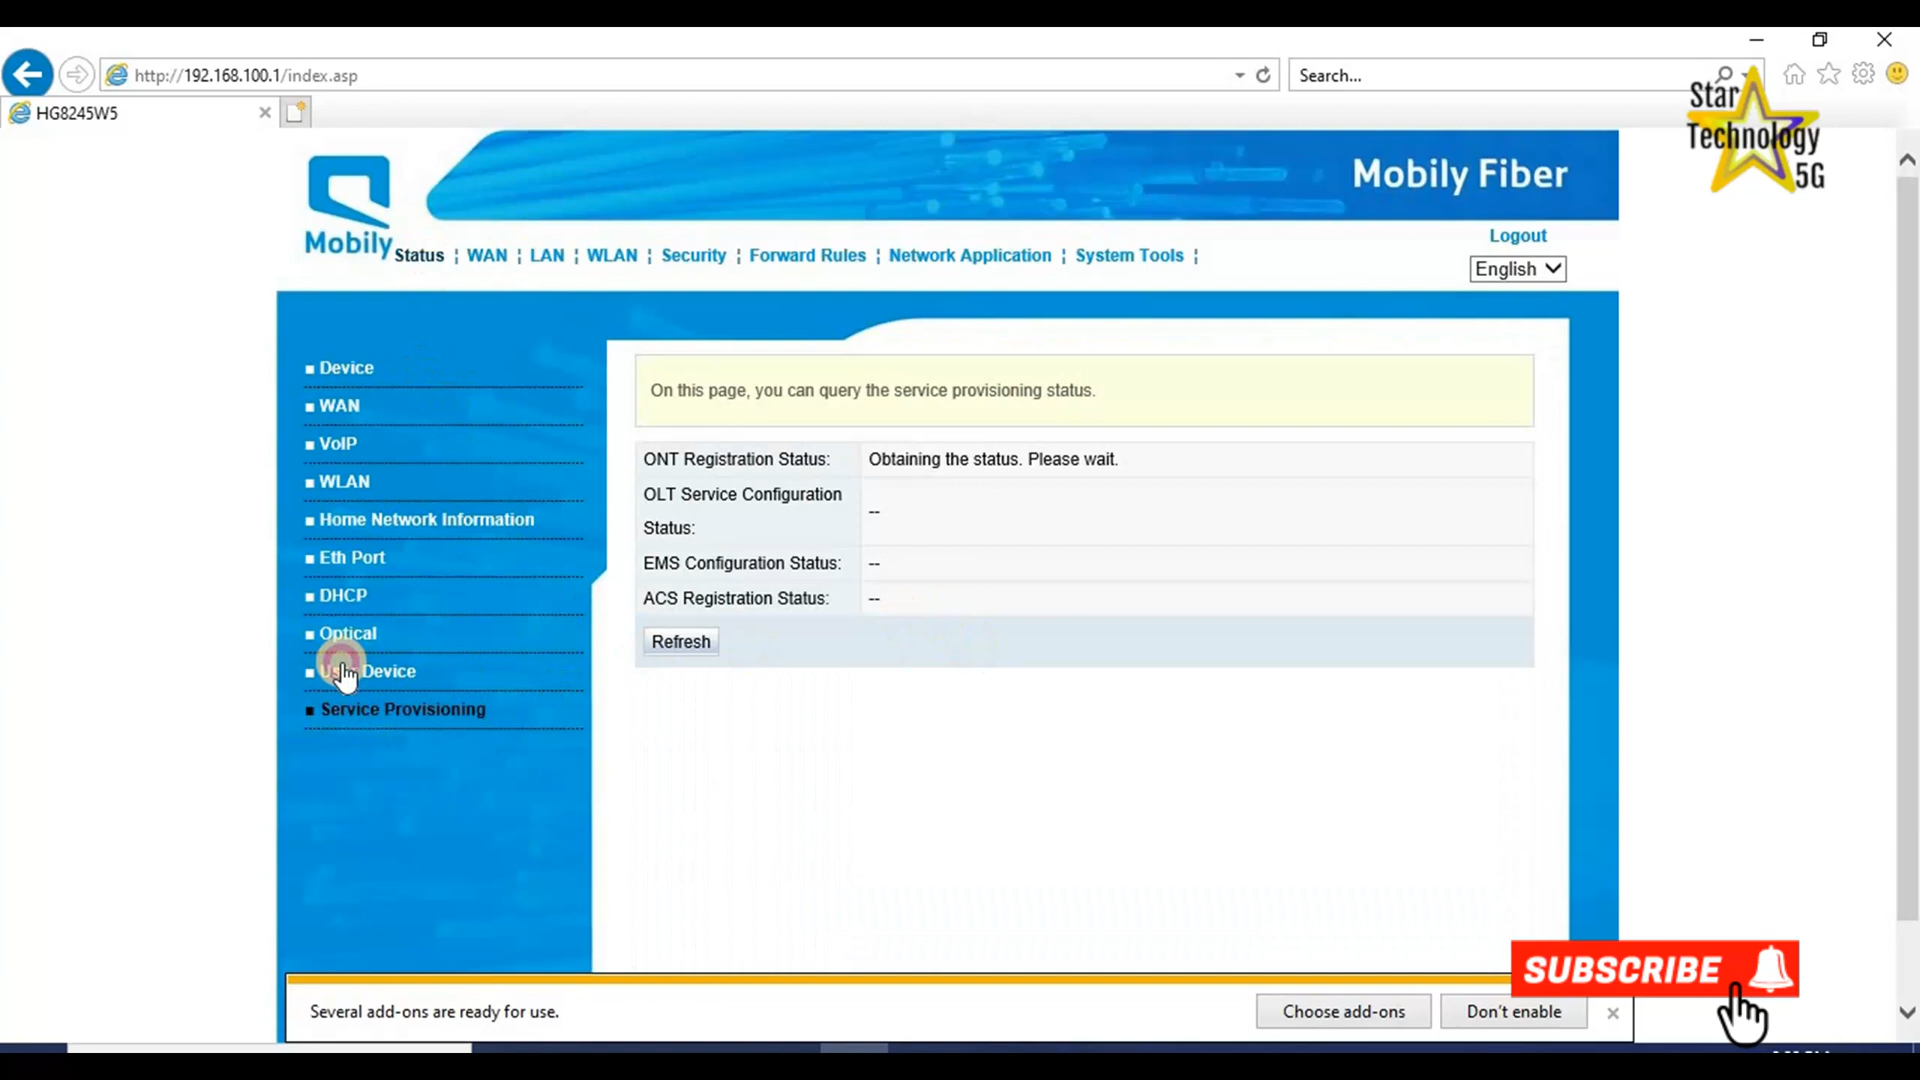 http://192.168.100.1/index.asp
Search...
HG8245W5
Star
Technology
5G
Mobily Fiber
Mobily
Logout
Status ¦ WAN ¦ LAN ¦ WLAN ¦ Security ¦ Forward Rules ¦ Network Application ¦ System Tools ¦
English
Device
WAN
VoIP
WLAN
Home Network Information
Eth Port
DHCP
Optical
Device
Service Provisioning
On this page, you can query the service provisioning status.
ONT Registration Status: Obtaining the status. Please wait.
OLT Service Configuration
Status: --
EMS Configuration Status: --
ACS Registration Status: --
Refresh
SUBSCRIBE
Several add-ons are ready for use.
Choose add-ons
Don't enable